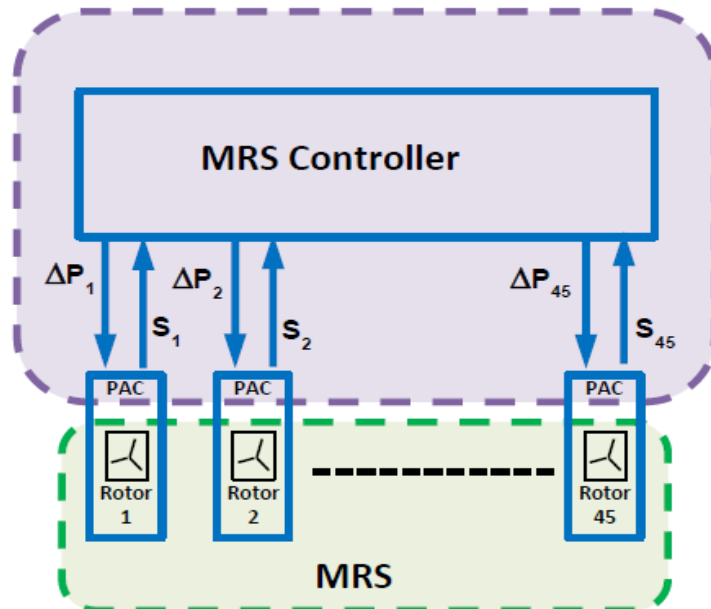 MRS Controller
ΔP1
S1
ΔP2
S2
ΔP45
S45
PAC
PAC
PAC
Rotor
1
Rotor
2
Rotor
45
MRS